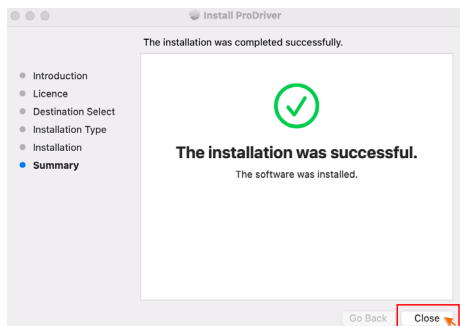 Install ProDriver
The installation was completed successfully.
Introduction
Licence
Destination Select
Installation Type
Installation
Summary
The installation was successful.
The software was installed.
Go Back
Close